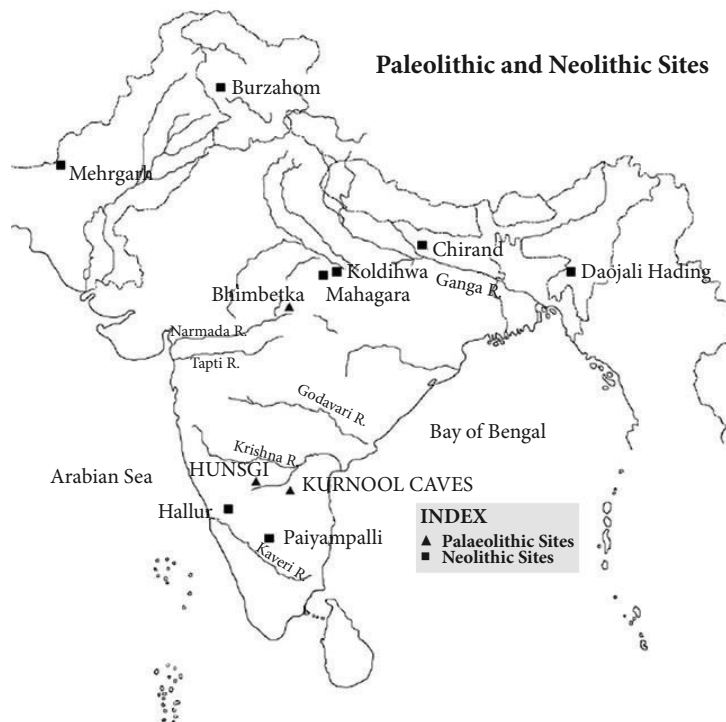 Paleolithic and Neolithic Sites
Burzahom
Mehrgarh
Chirand
Koldihwa
Daojali Hading
Mahagara
Ganga R.
Bhimbetka
Narmada R.
Tapti R.
Godavari R.
Bay of Bengal
Krishna R.
HUNSGI
Arabian Sea
KURNOOL CAVES
Hallur
INDEX
Palaeolithic Sites
Neolithic Sites
Paiyampalli
Kaveri R.